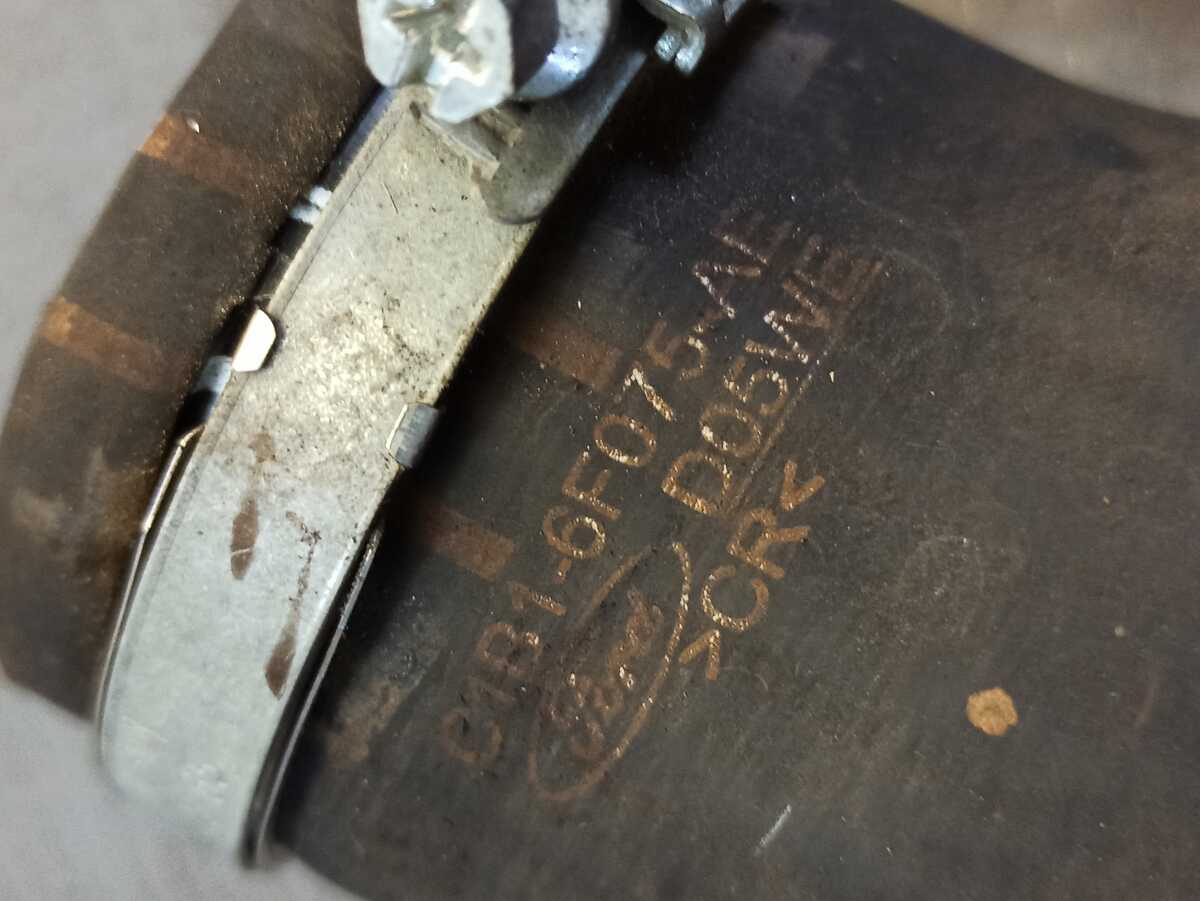 C1B1-6F075-AE
D05WE
Ford
>CR<